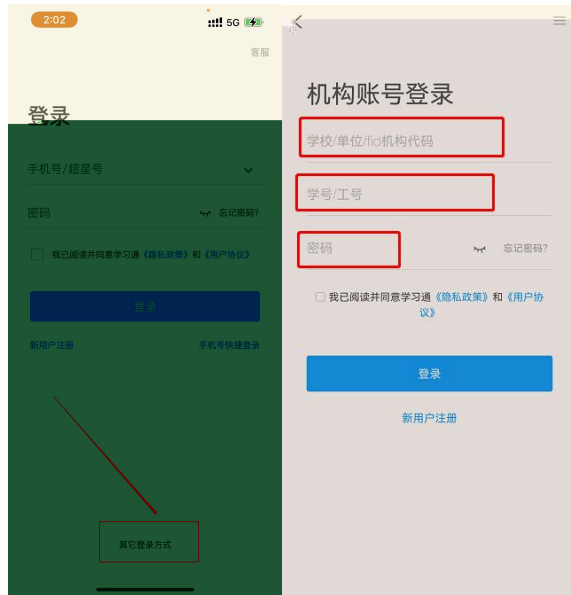 2:02
5G
客服
登录
手机号/超星号
密码
忘记密码?
我已阅读并同意学习通《隐私政策》和《用户协议》
登录
新用户注册
手机号快捷登录
其它登录方式
机构账号登录
学校/单位/fid机构代码
学号/工号
密码
忘记密码?
我已阅读并同意学习通《隐私政策》和《用户协
议》
登录
新用户注册